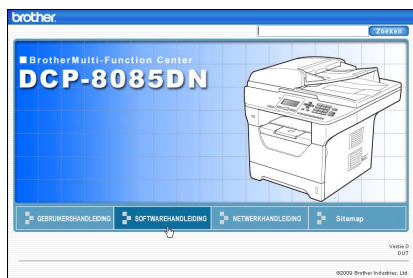 brother
Zoeken
BrotherMulti-Function Center
DCP-8085DN
GEBRUIKERSHANDLEIDING
SOFTWAREHANDLEIDING
NETWERKHANDLEIDING
Sitemap
Versie 0
DUT
©2009 Brother Industries, Ltd.